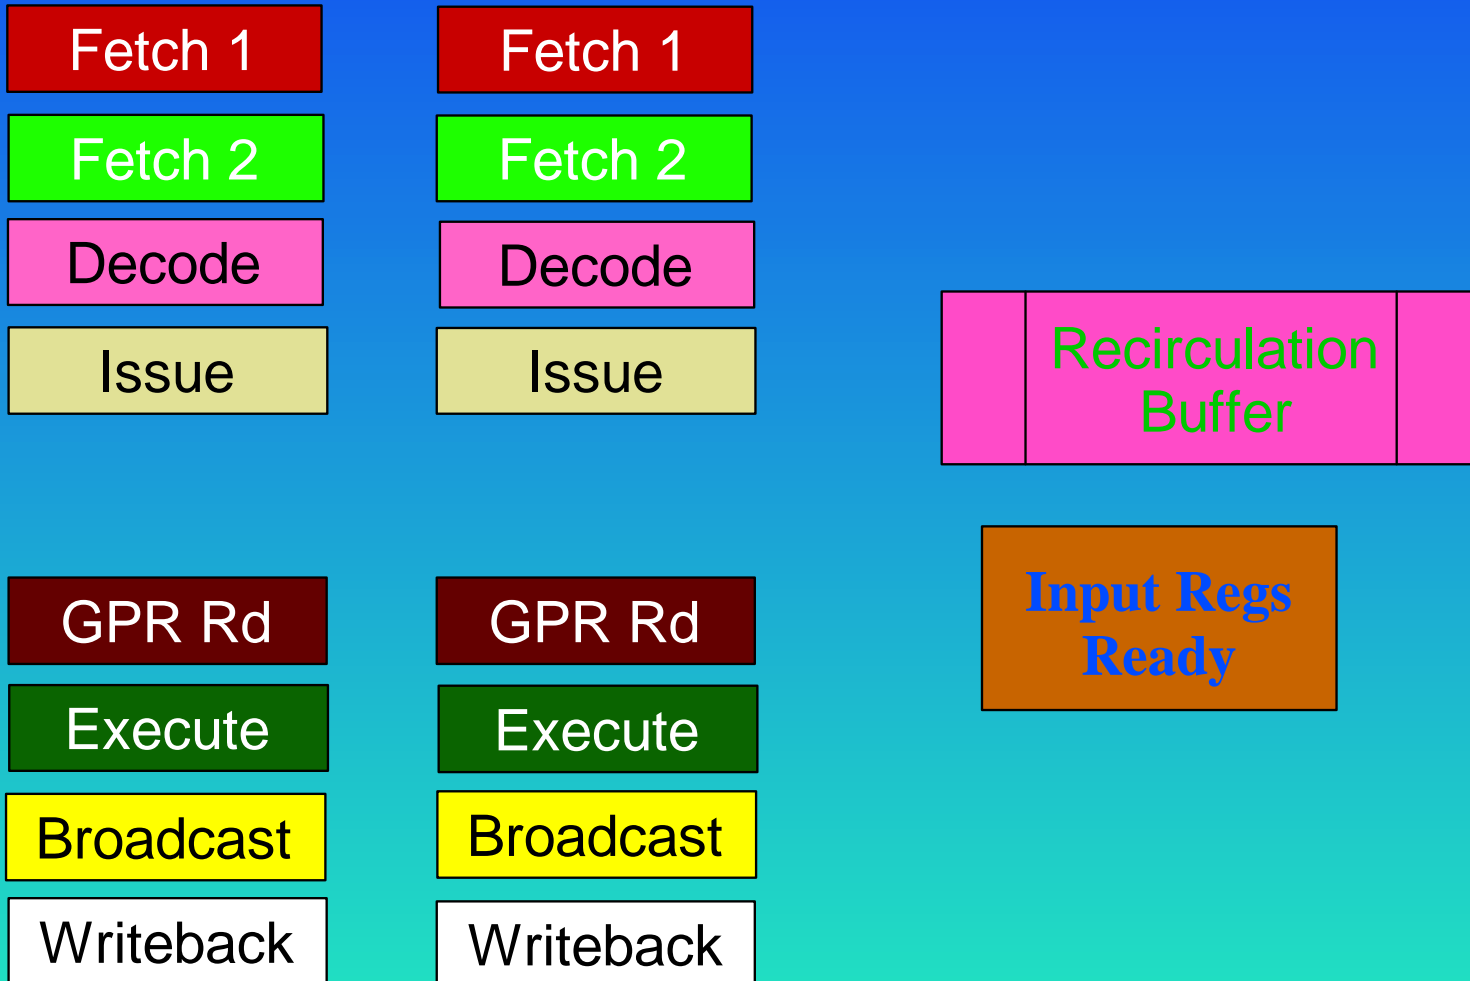 Fetch 1
Fetch 2
Decode
Issue
GPR Rd
Execute
Broadcast
Writeback
Fetch 1
Fetch 2
Decode
Issue
GPR Rd
Execute
Broadcast
Writeback
Recirculation
Buffer
Input Regs
Ready